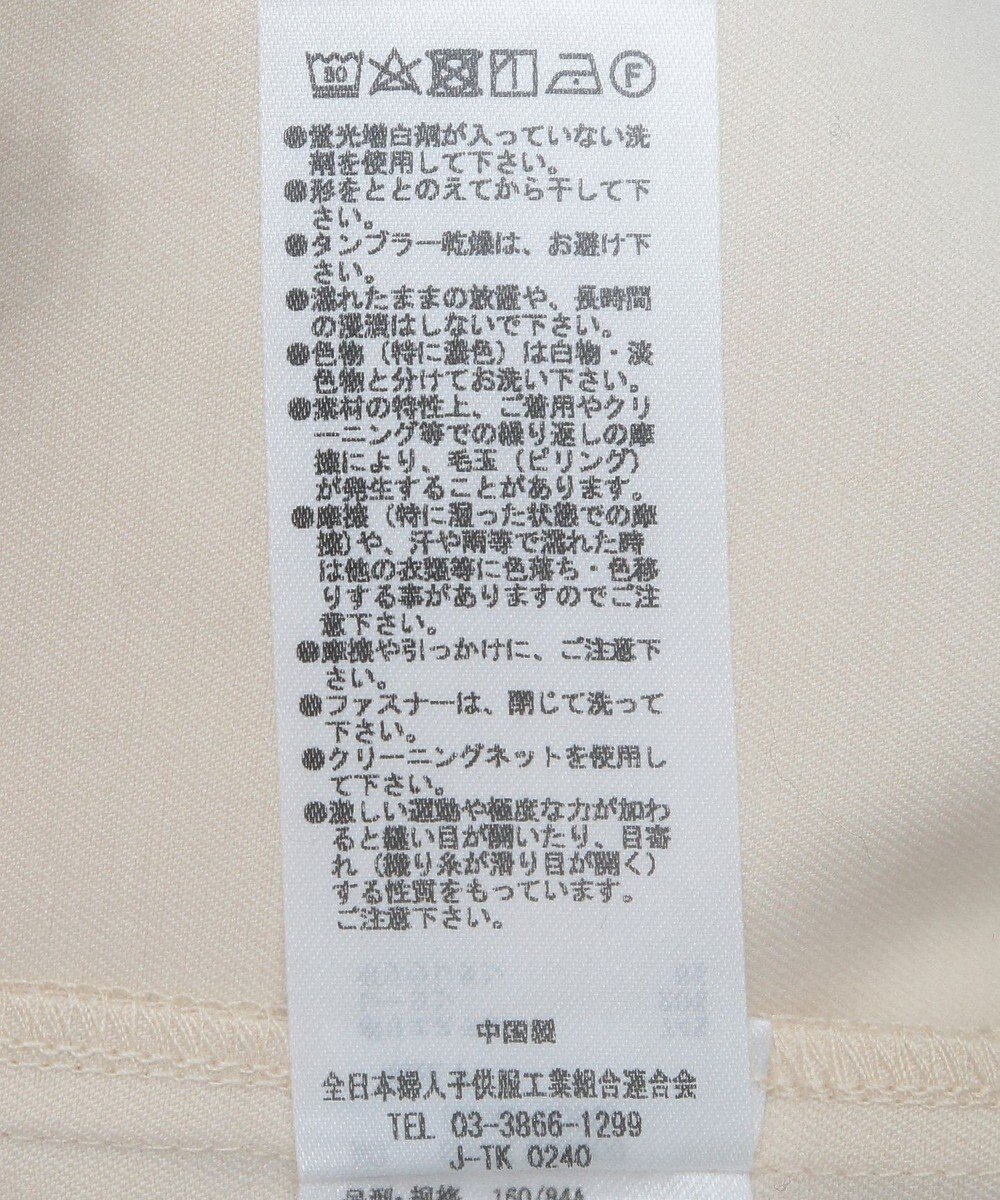 30 F
●蛍光増白剤が入っていない洗
剤を使用して下さい。
●形をととのえてから干して下
さい。
●タンブラー乾燥は、お避け下
さい。
●濡れたままの放置や、長時間
の浸漬はしないで下さい。
●色物（特に濃色）は白物・淡
色物と分けてお洗い下さい。
●素材の特性上、ご着用やクリ
ーニング等での繰り返しの摩
擦により、毛玉（ピリング）
が発生することがあります。
●摩擦（特に湿った状態での摩
擦)や、汗や雨等で濡れた時
は他の衣類等に色落ち・色移
りする事がありますのでご注
意下さい。
●摩擦や引っかけに、ご注意下
さい。
●ファスナーは、閉じて洗って
下さい。
●クリーニングネットを使用し
て下さい。
●激しい運動や極度な力が加わ
ると縫い目が開いたり、目寄
れ（織り糸が滑り目が開く）
する性質をもっています。
ご注意下さい。
中国製
全日本婦人子供服工業組合連合会
TEL 03-3866-1299
J-TK 0240
号型:规格 160/84A